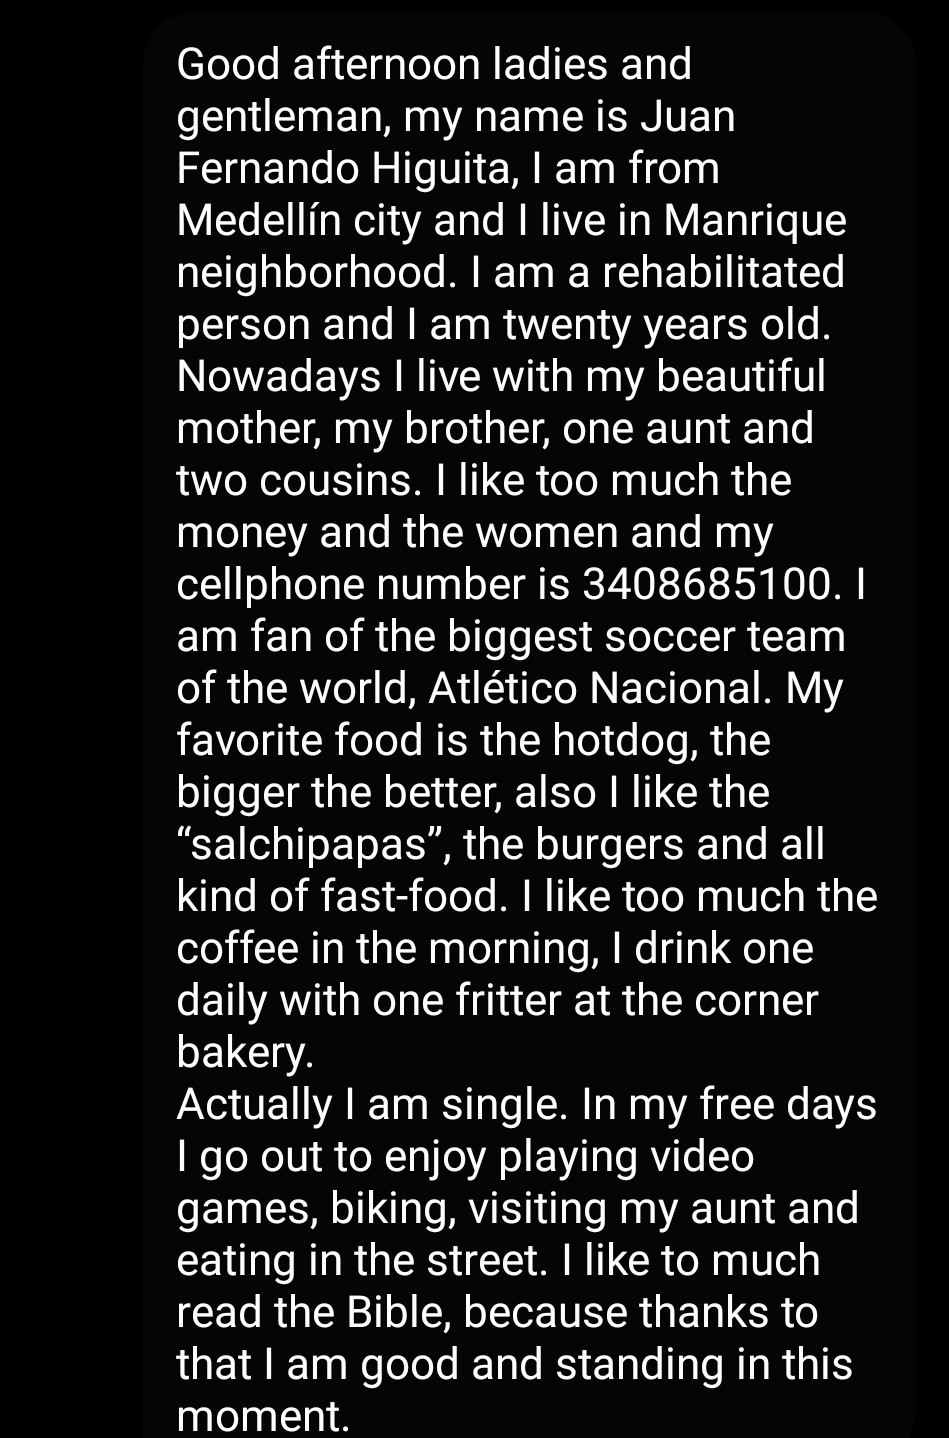 Good afternoon ladies and
gentleman, my name is Juan
Fernando Higuita, I am from
Medellín city and I live in Manrique
neighborhood. I am a rehabilitated
person and I am twenty years old.
Nowadays I live with my beautiful
mother, my brother, one aunt and
two cousins. I like too much the
money and the women and my
cellphone number is 3408685100. I
am fan of the biggest soccer team
of the world, Atlético Nacional. My
favorite food is the hotdog, the
bigger the better, also I like the
“salchipapas”, the burgers and all
kind of fast-food. I like too much the
coffee in the morning, I drink one
daily with one fritter at the corner
bakery.
Actually I am single. In my free days
I go out to enjoy playing video
games, biking, visiting my aunt and
eating in the street. I like to much
read the Bible, because thanks to
that I am good and standing in this
moment.